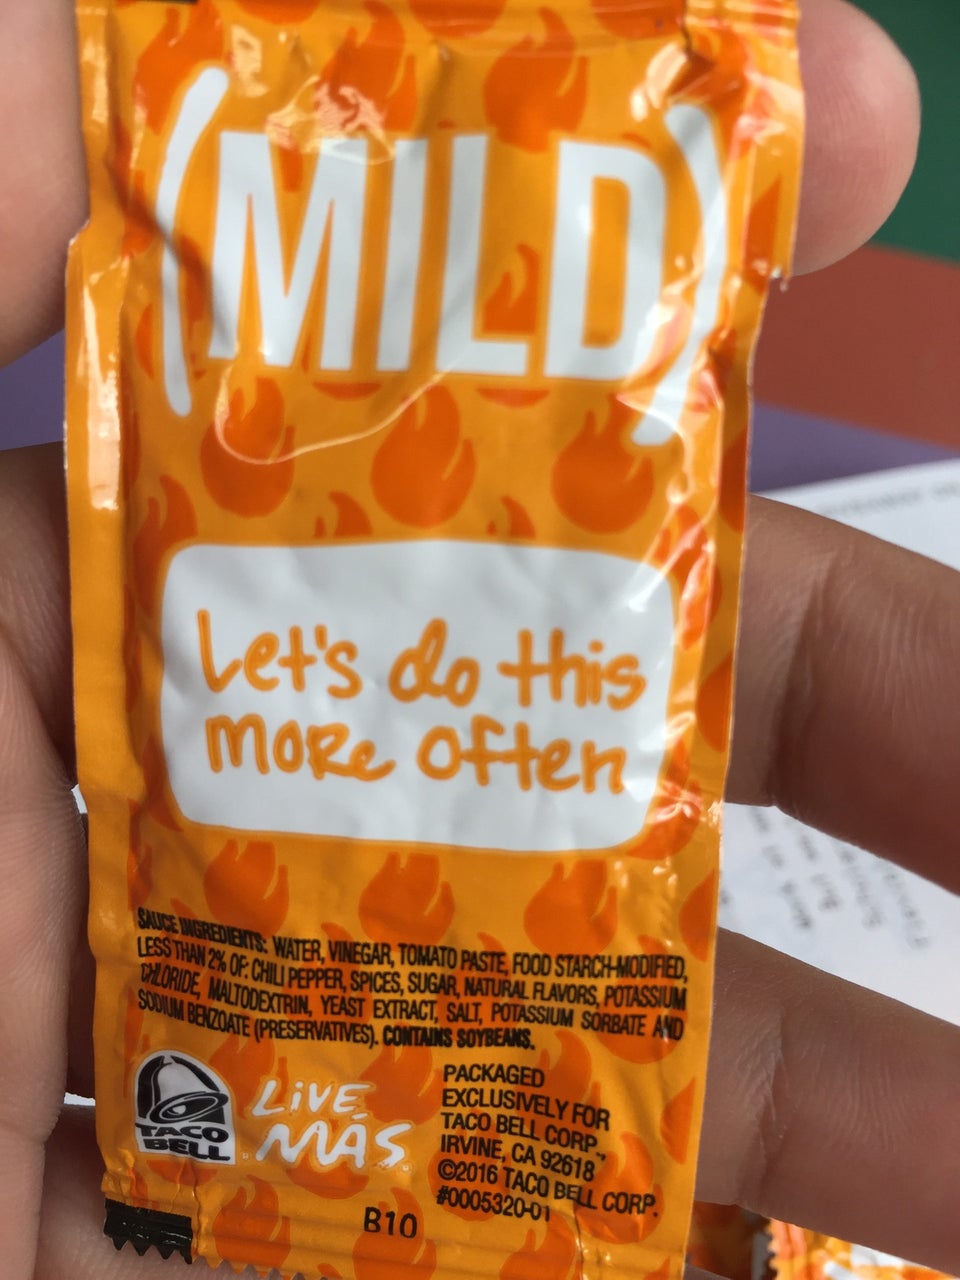 (MILD)
Let's do this
more often
SAUCE INGREDIENTS: WATER, VINEGAR, TOMATO PASTE, FOOD STARCH-MODIFIED,
LESS THAN 2% OF: CHILI PEPPER, SPICES, SUGAR, NATURAL FLAVORS, POTASSIUM
CHLORIDE, MALTODEXTRIN, YEAST EXTRACT, SALT, POTASSIUM SORBATE AND
SODIUM BENZOATE (PRESERVATIVES). CONTAINS SOYBEANS.
TACO
BELL
LiVE
MÁS
PACKAGED
EXCLUSIVELY FOR
TACO BELL CORP.,
IRVINE, CA 92618
©2016 TACO BELL CORP.
#0005320-01
B10